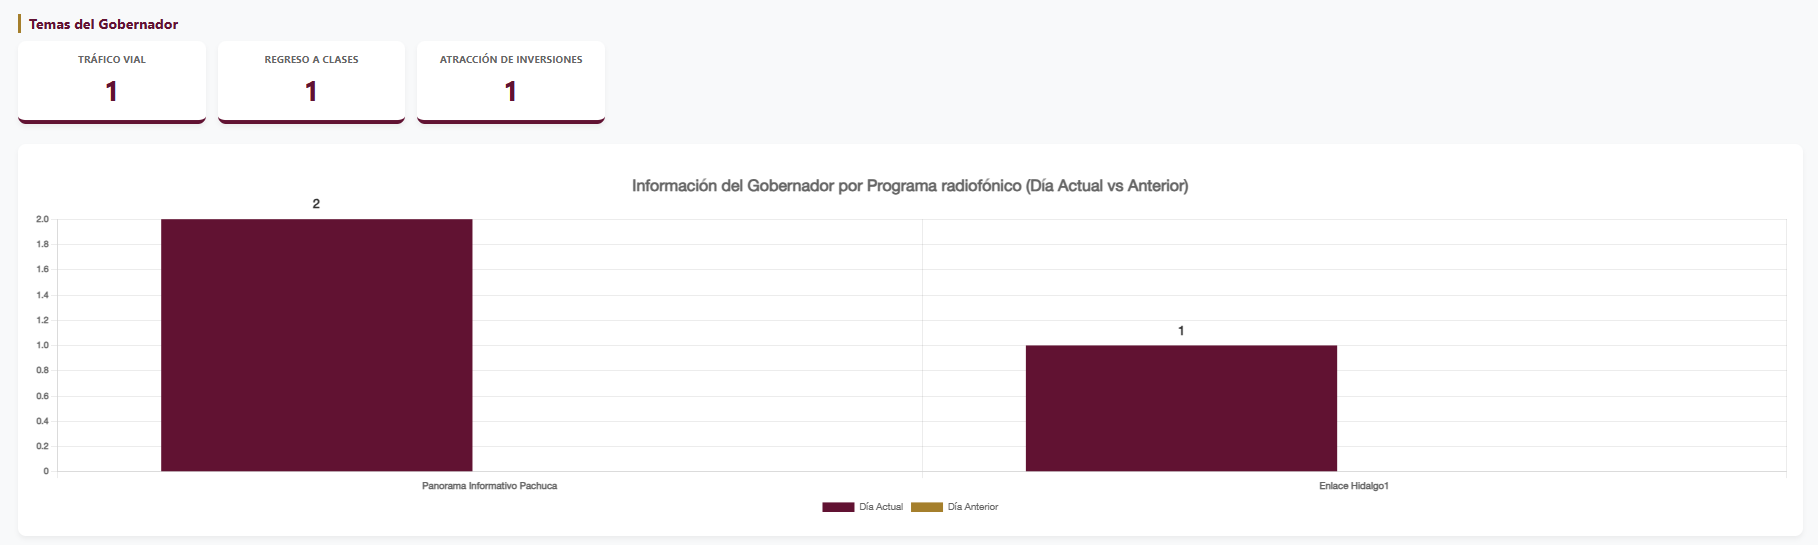 Temas del Gobernador
TRÁFICO VIAL
1
REGRESO A CLASES
1
ATRACCIÓN DE INVERSIONES
1
Información del Gobernador por Programa radiofónico (Día Actual vs Anterior)
2
1
2.0
1.8
1.6
1.4
1.2
1.0
0.8
0.6
0.4
0.2
0
Panorama Informativo Pachuca
Enlace Hidalgo1
Día Actual
Día Anterior